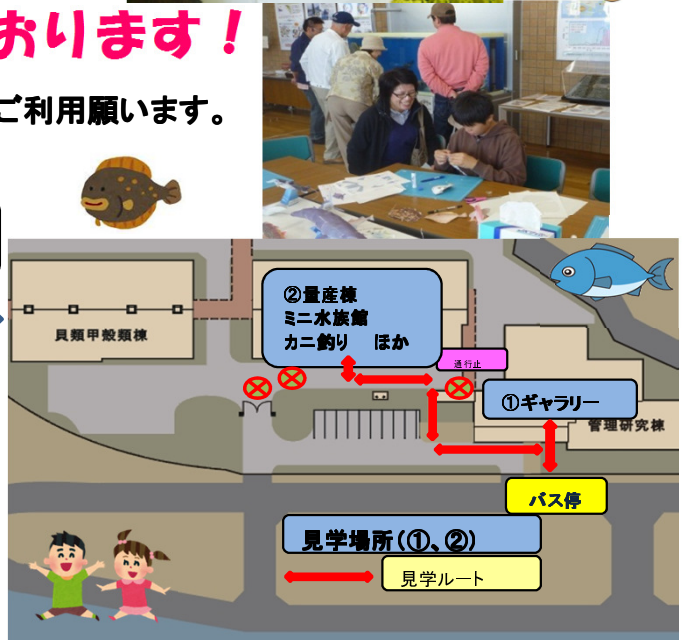 おります！
ご利用願います。
②量産棟
ミニ水族館
カニ釣り　ほか
貝類甲殻類棟
通行止
①ギャラリー
管理研究棟
バス停
見学場所（①、②）
見学ルート